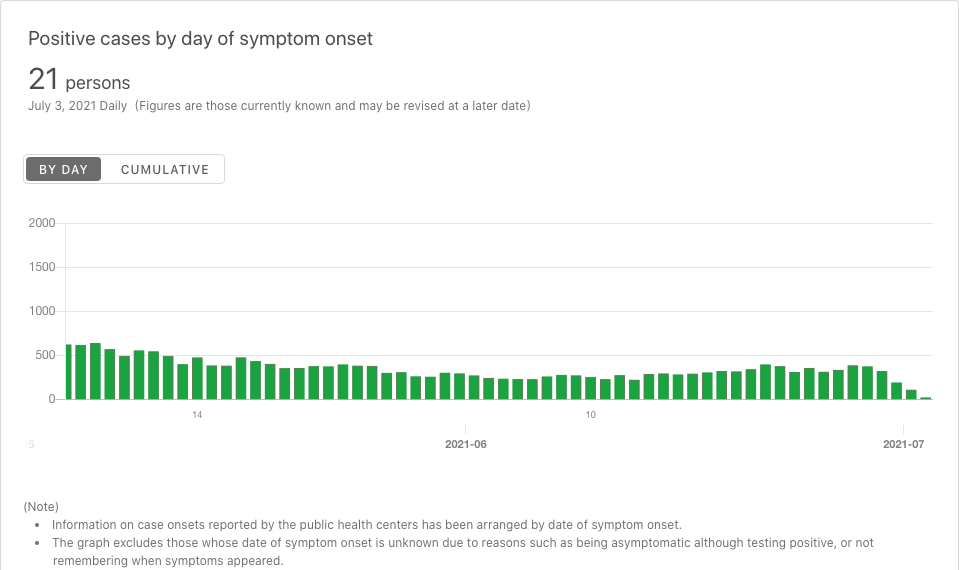 Positive cases by day of symptom onset
21 persons
July 3, 2021 Daily (Figures are those currently known and may be revised at a later date)
BY DAY CUMULATIVE
2000
1500
1000
500
0
14 10
2021-06 2021-07
(Note)
• Information on case onsets reported by the public health centers has been arranged by date of symptom onset.
• The graph excludes those whose date of symptom onset is unknown due to reasons such as being asymptomatic although testing positive, or not
remembering when symptoms appeared.